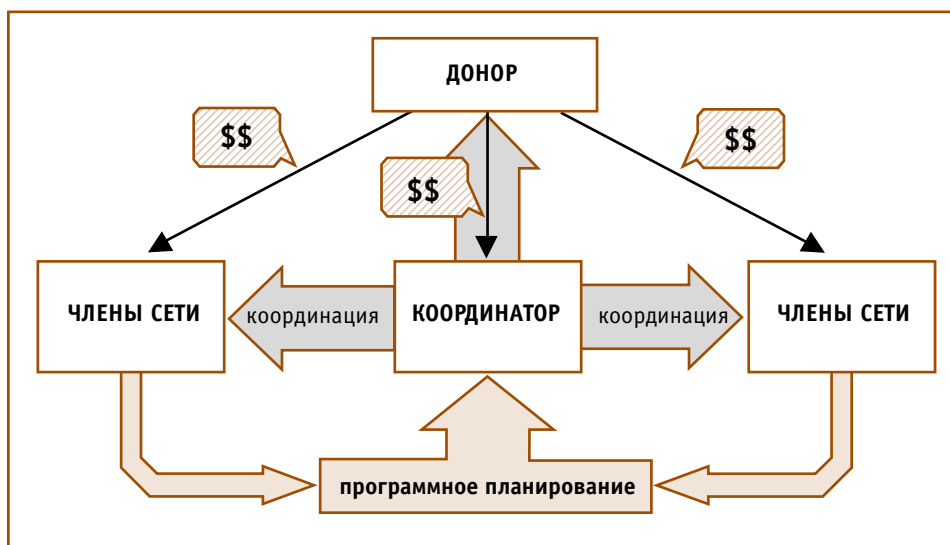 ДОНОР
$$
$$
$$
ЧЛЕНЫ СЕТИ
координация
КООРДИНАТОР
координация
ЧЛЕНЫ СЕТИ
программное планирование